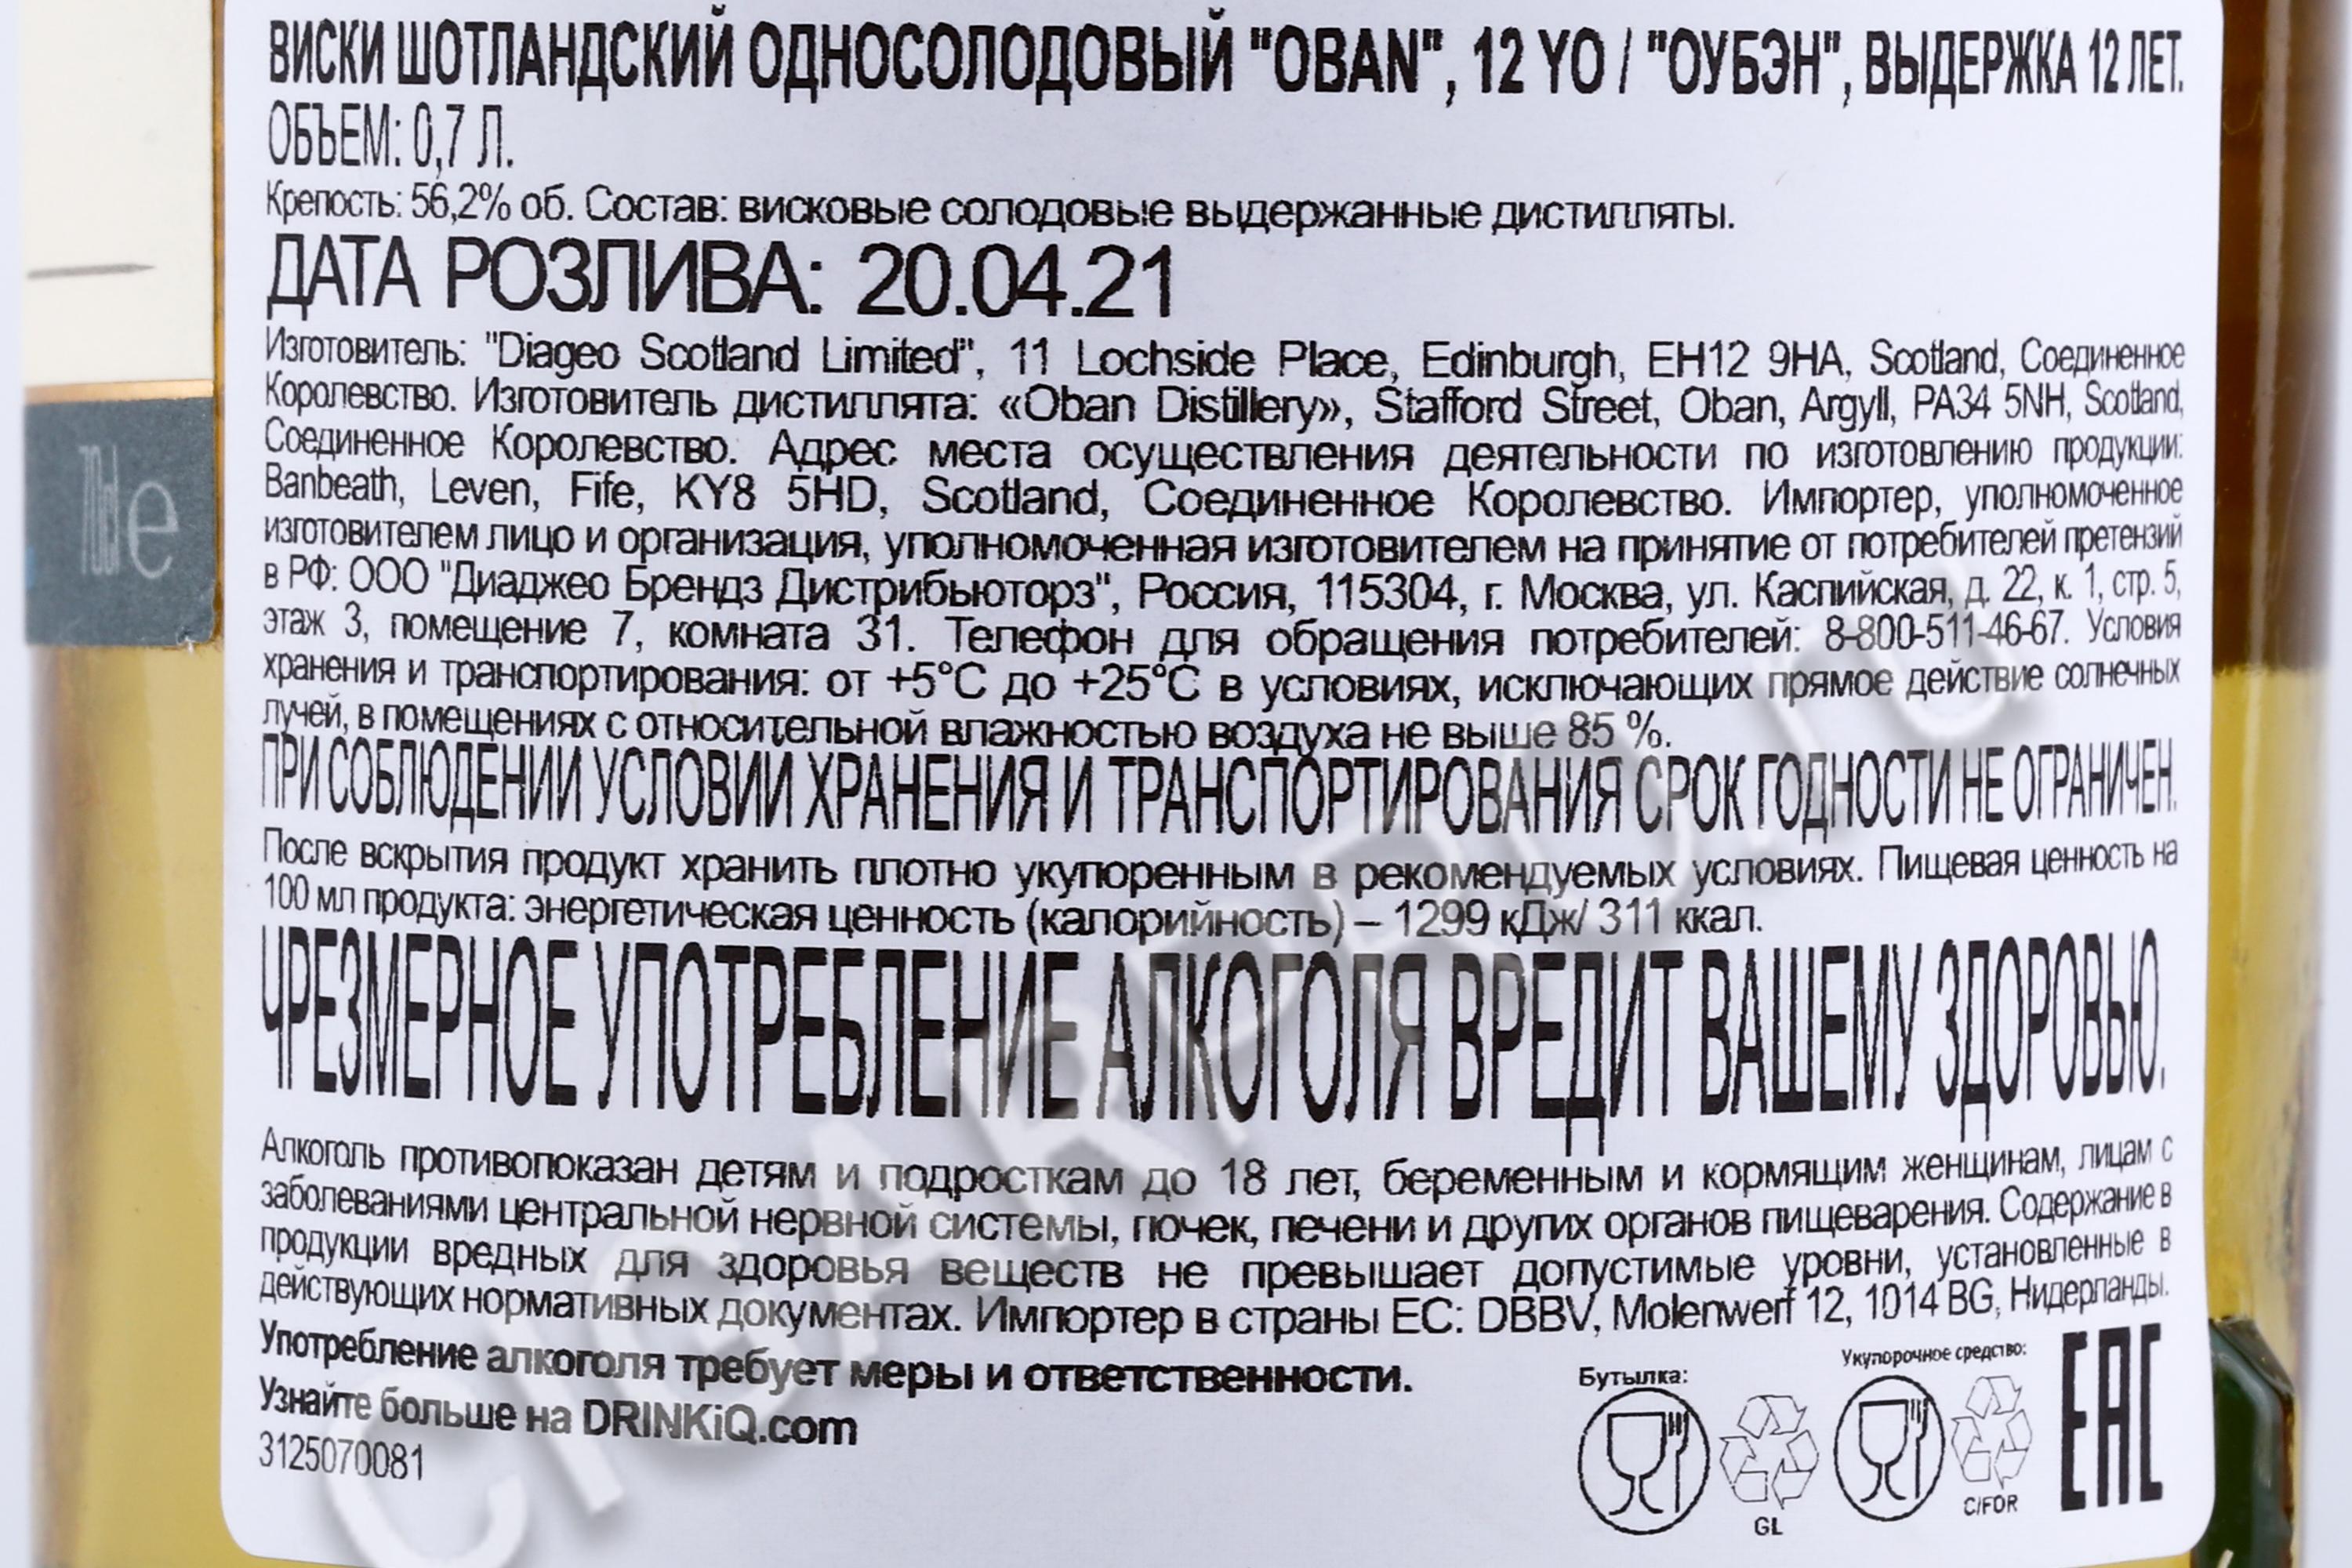 ВИСКИ ШОТЛАНДСКИЙ ОДНОСОЛОДОВЫЙ "OBAN", 12 YO / "ОУБЭН", ВЫДЕРЖКА 12 ЛЕТ.
ОБЪЕМ: 0,7 Л.
Крепость: 56,2% об. Состав: висковые солодовые выдержанные дистилляты.
ДАТА РОЗЛИВА: 20.04.21
Изготовитель: "Diageo Scotland Limited", 11 Lochside Place, Edinburgh, EH12 9HA, Scotland, Соединенное
Королевство. Изготовитель дистиллята: «Oban Distillery», Stafford Street, Oban, Argyll, PA34 5NH, Scotland,
Соединенное Королевство. Адрес места осуществления деятельности по изготовлению продукции:
Banbeath, Leven, Fife, KY8 5HD, Scotland, Соединенное Королевство. Импортер, уполномоченное
изготовителем лицо и организация, уполномоченная изготовителем на принятие от потребителей претензий
в РФ: ООО "Диаджео Брендз Дистрибьюторз", Россия, 115304, г. Москва, ул. Каспийская, д. 22, к. 1, стр. 5,
этаж 3, помещение 7, комната 31. Телефон для обращения потребителей: 8-800-511-46-67. Условия
хранения и транспортирования: от +5°C до +25°C в условиях, исключающих прямое действие солнечных
лучей, в помещениях с относительной влажностью воздуха не выше 85 %.
ПРИ СОБЛЮДЕНИИ УСЛОВИЙ ХРАНЕНИЯ И ТРАНСПОРТИРОВАНИЯ СРОК ГОДНОСТИ НЕ ОГРАНИЧЕН.
После вскрытия продукт хранить плотно укупоренным в рекомендуемых условиях. Пищевая ценность на
100 мл продукта: энергетическая ценность (калорийность) – 1299 кДж/ 311 ккал.
ЧРЕЗМЕРНОЕ УПОТРЕБЛЕНИЕ АЛКОГОЛЯ ВРЕДИТ ВАШЕМУ ЗДОРОВЬЮ.
Алкоголь противопоказан детям и подросткам до 18 лет, беременным и кормящим женщинам, лицам с
заболеваниями центральной нервной системы, почек, печени и других органов пищеварения. Содержание в
продукции вредных для здоровья веществ не превышает допустимые уровни, установленные в
действующих нормативных документах. Импортер в страны ЕС: DBBV, Molenwerf 12, 1014 BG, Нидерланды.
Употребление алкоголя требует меры и ответственности.
Узнайте больше на DRINKiQ.com
3125070081
Бутылка:
GL
Укупорочное средство:
C/FOR
EAC
70cl e
CIGARPRO.ru